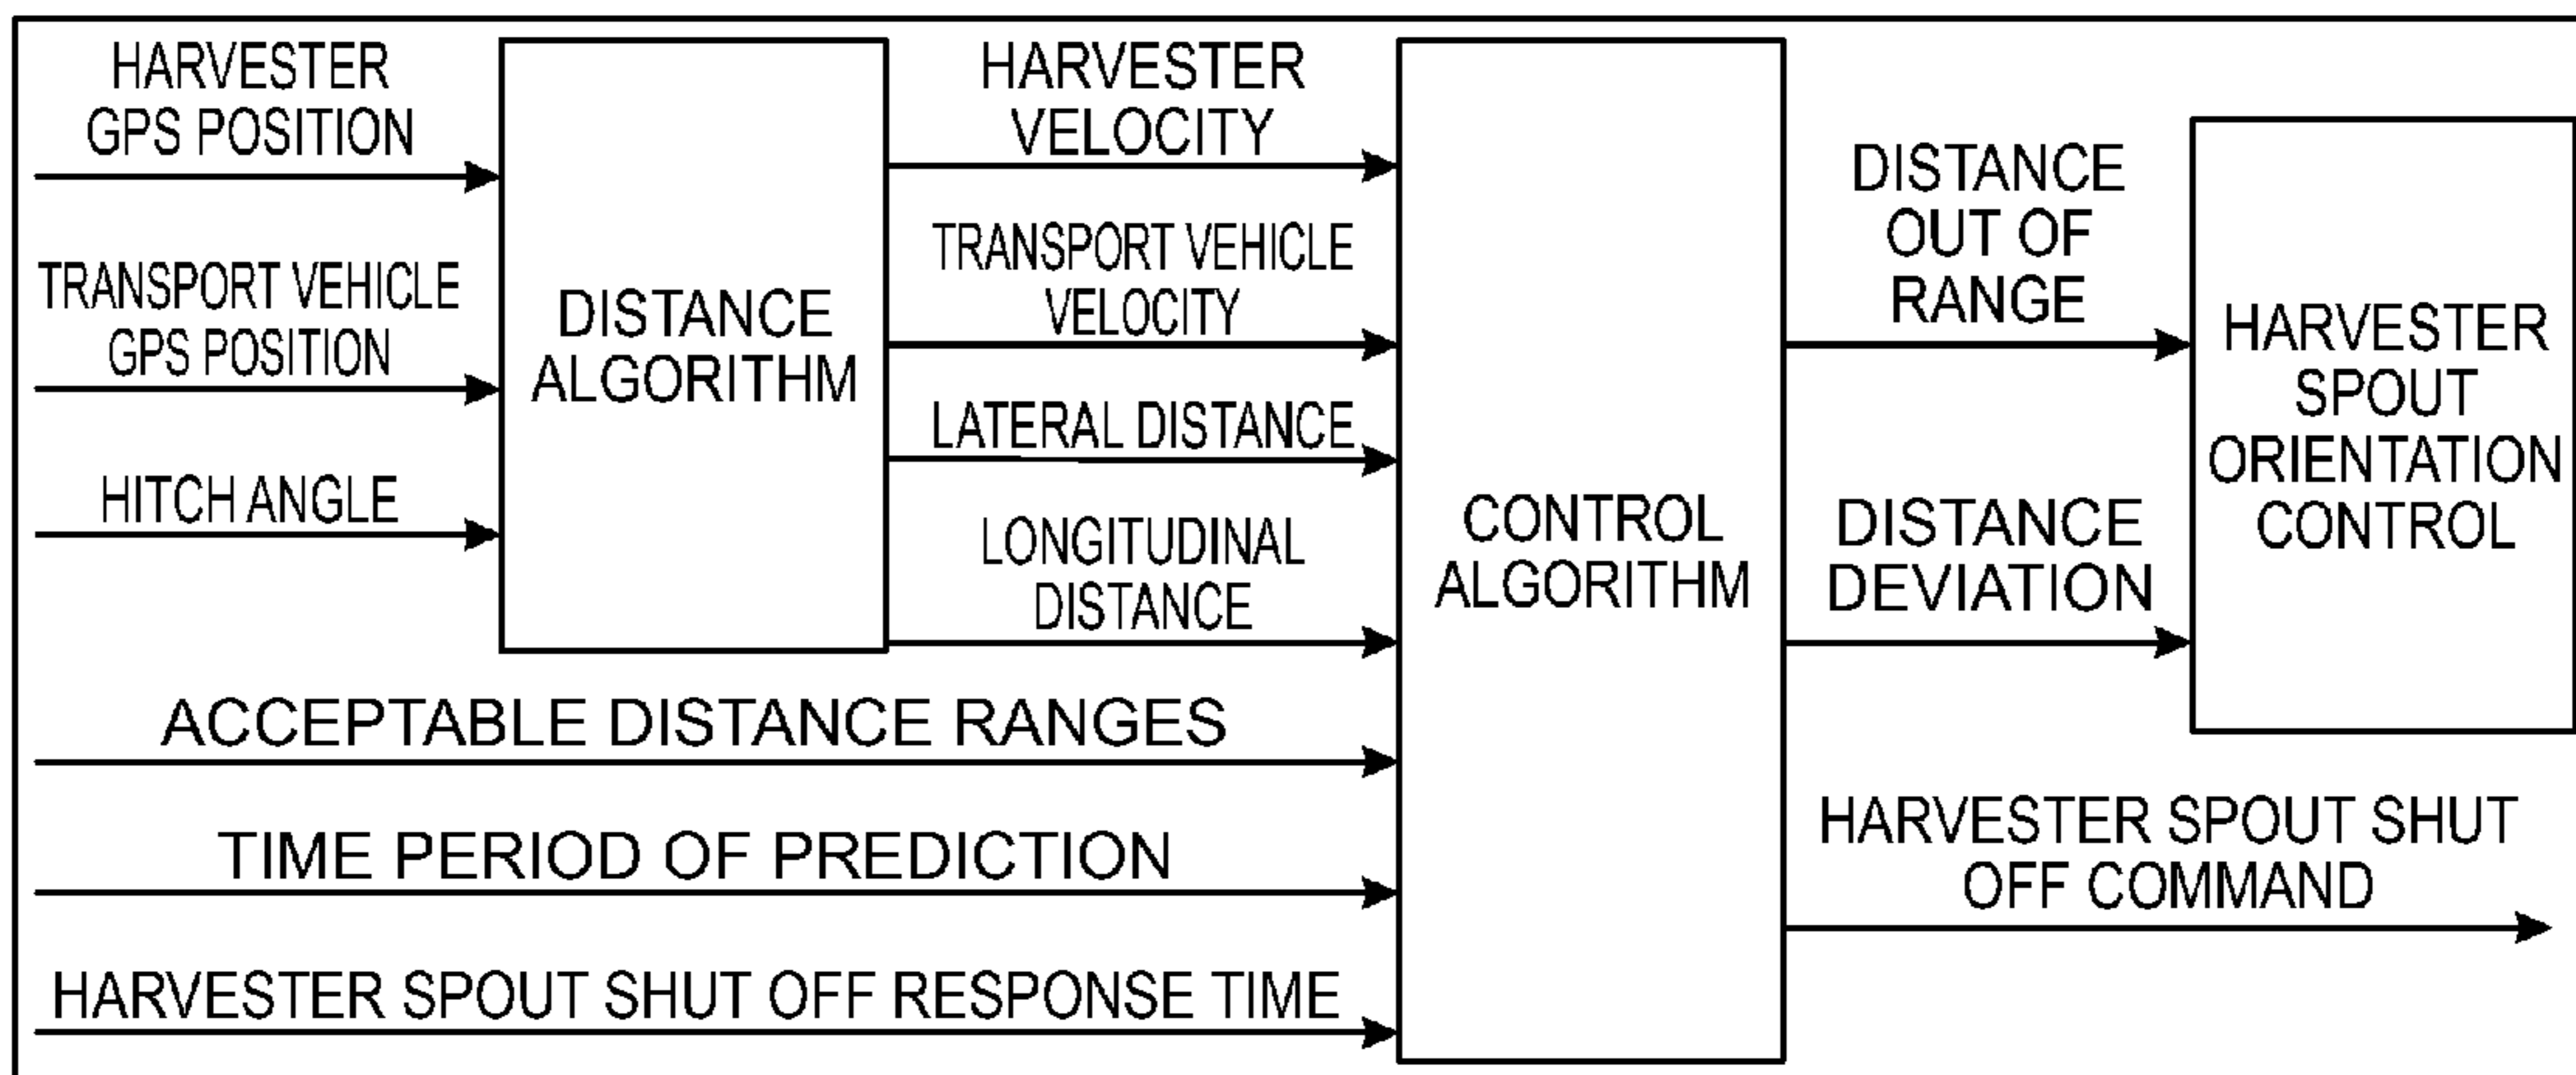 HARVESTER
GPS POSITION
TRANSPORT VEHICLE
GPS POSITION
HITCH ANGLE
DISTANCE
ALGORITHM
HARVESTER
VELOCITY
TRANSPORT VEHICLE
VELOCITY
LATERAL DISTANCE
LONGITUDINAL
DISTANCE
ACCEPTABLE DISTANCE RANGES
TIME PERIOD OF PREDICTION
HARVESTER SPOUT SHUT OFF RESPONSE TIME
CONTROL
ALGORITHM
DISTANCE
OUT OF
RANGE
DISTANCE
DEVIATION
HARVESTER
SPOUT
ORIENTATION
CONTROL
HARVESTER SPOUT SHUT
OFF COMMAND